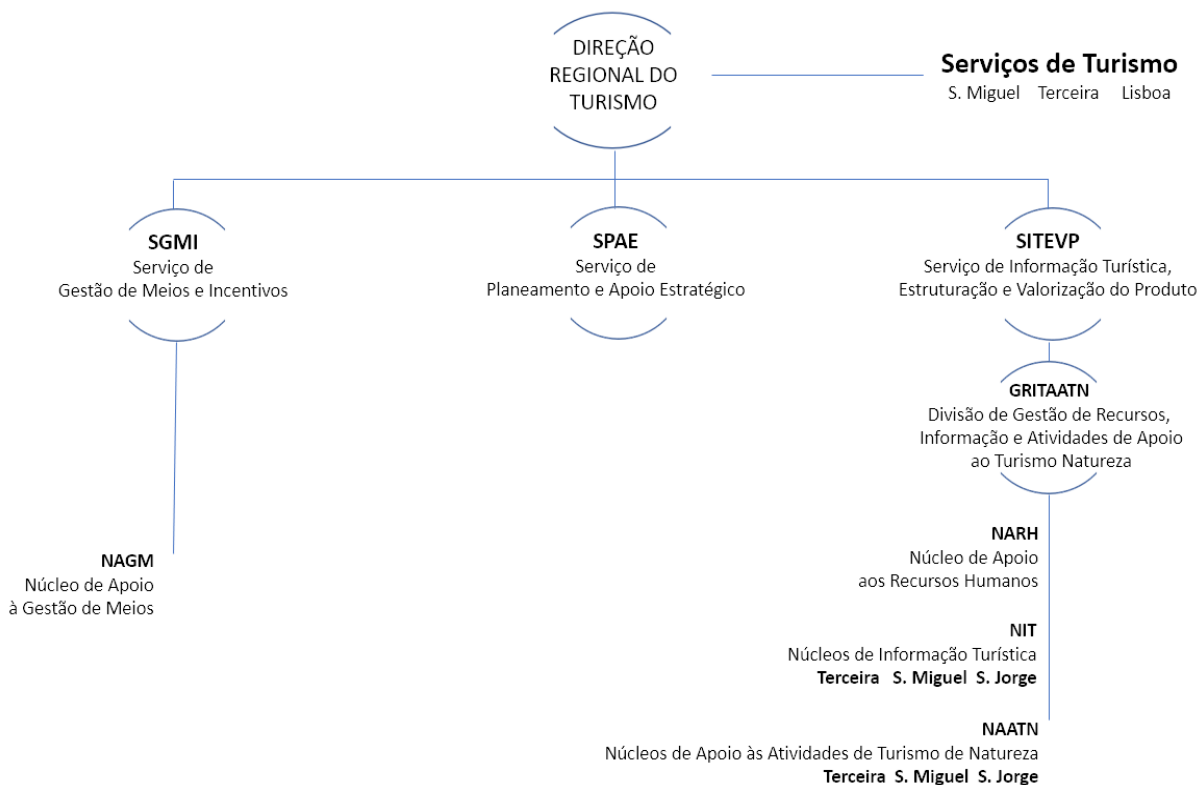 DIREÇÃO
REGIONAL DO
TURISMO
Serviços de Turismo
S. Miguel Terceira Lisboa
SGMI
Serviço de
Gestão de Meios e Incentivos
SPAE
Serviço de
Planeamento e Apoio Estratégico
SITEVP
Serviço de Informação Turística,
Estruturação e Valorização do Produto
GRITAATN
Divisão de Gestão de Recursos,
Informação e Atividades de Apoio
ao Turismo Natureza
NAGM
Núcleo de Apoio
à Gestão de Meios
NARH
Núcleo de Apoio
aos Recursos Humanos
NIT
Núcleos de Informação Turística
Terceira S. Miguel S. Jorge
NAATN
Núcleos de Apoio às Atividades de Turismo de Natureza
Terceira S. Miguel S. Jorge